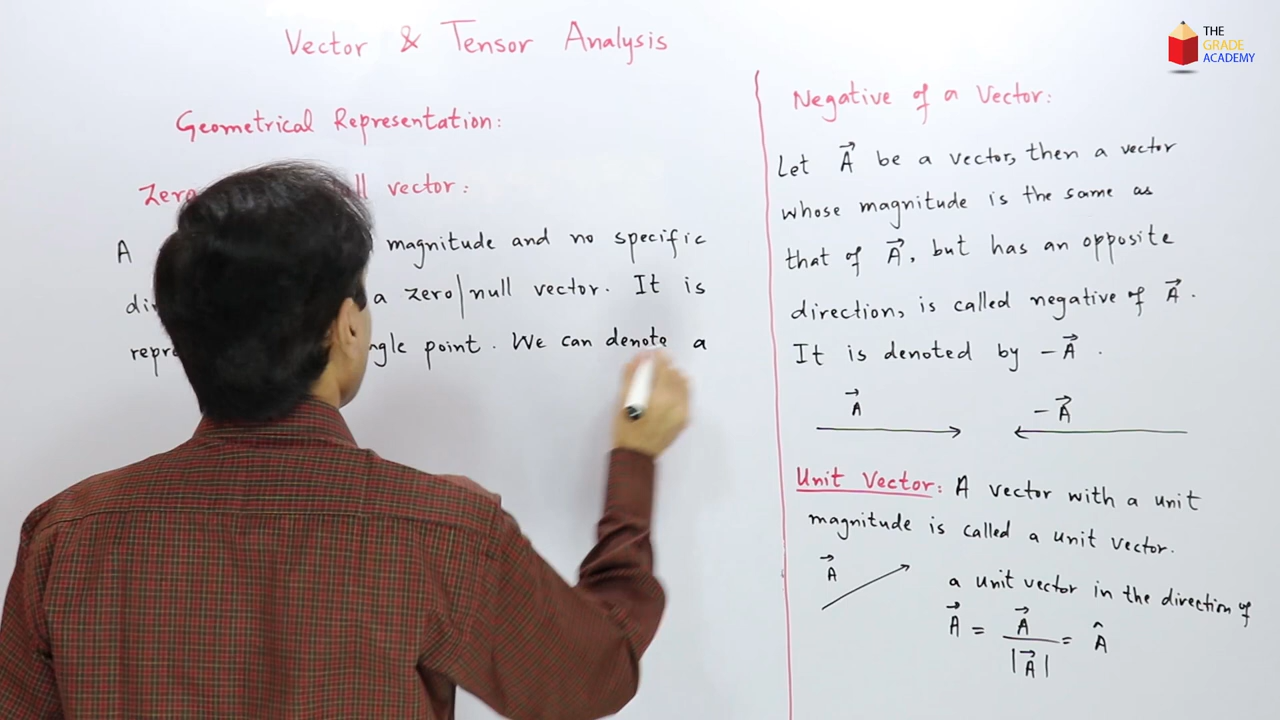 Vector & Tensor Analysis
THE
GRADE
ACADEMY
Geometrical Representation:
Zero vector:
A magnitude and no specific
a zero/null vector. It is
point. We can denote a
Negative of a Vector:
Let A⃗ be a vector, then a vector
whose magnitude is the same as
that of A⃗, but has an opposite
direction, is called negative of A⃗.
It is denoted by -A⃗.
A⃗ -A⃗
Unit Vector: A vector with a unit
magnitude is called a unit vector.
A⃗
a unit vector in the direction of
A⃗ = A⃗ / |A⃗| = Â